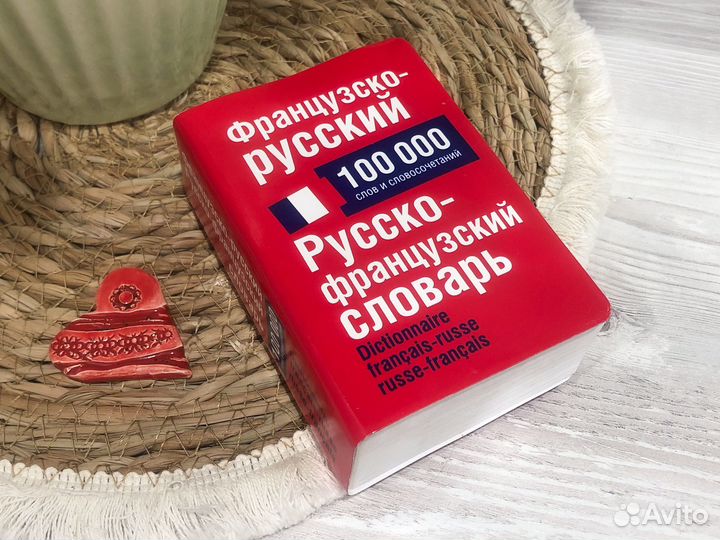 Французско-
русский
100 000
слов и словосочетаний
Русско-
французский
словарь
Dictionnaire
français-russe
russe-français
Avito